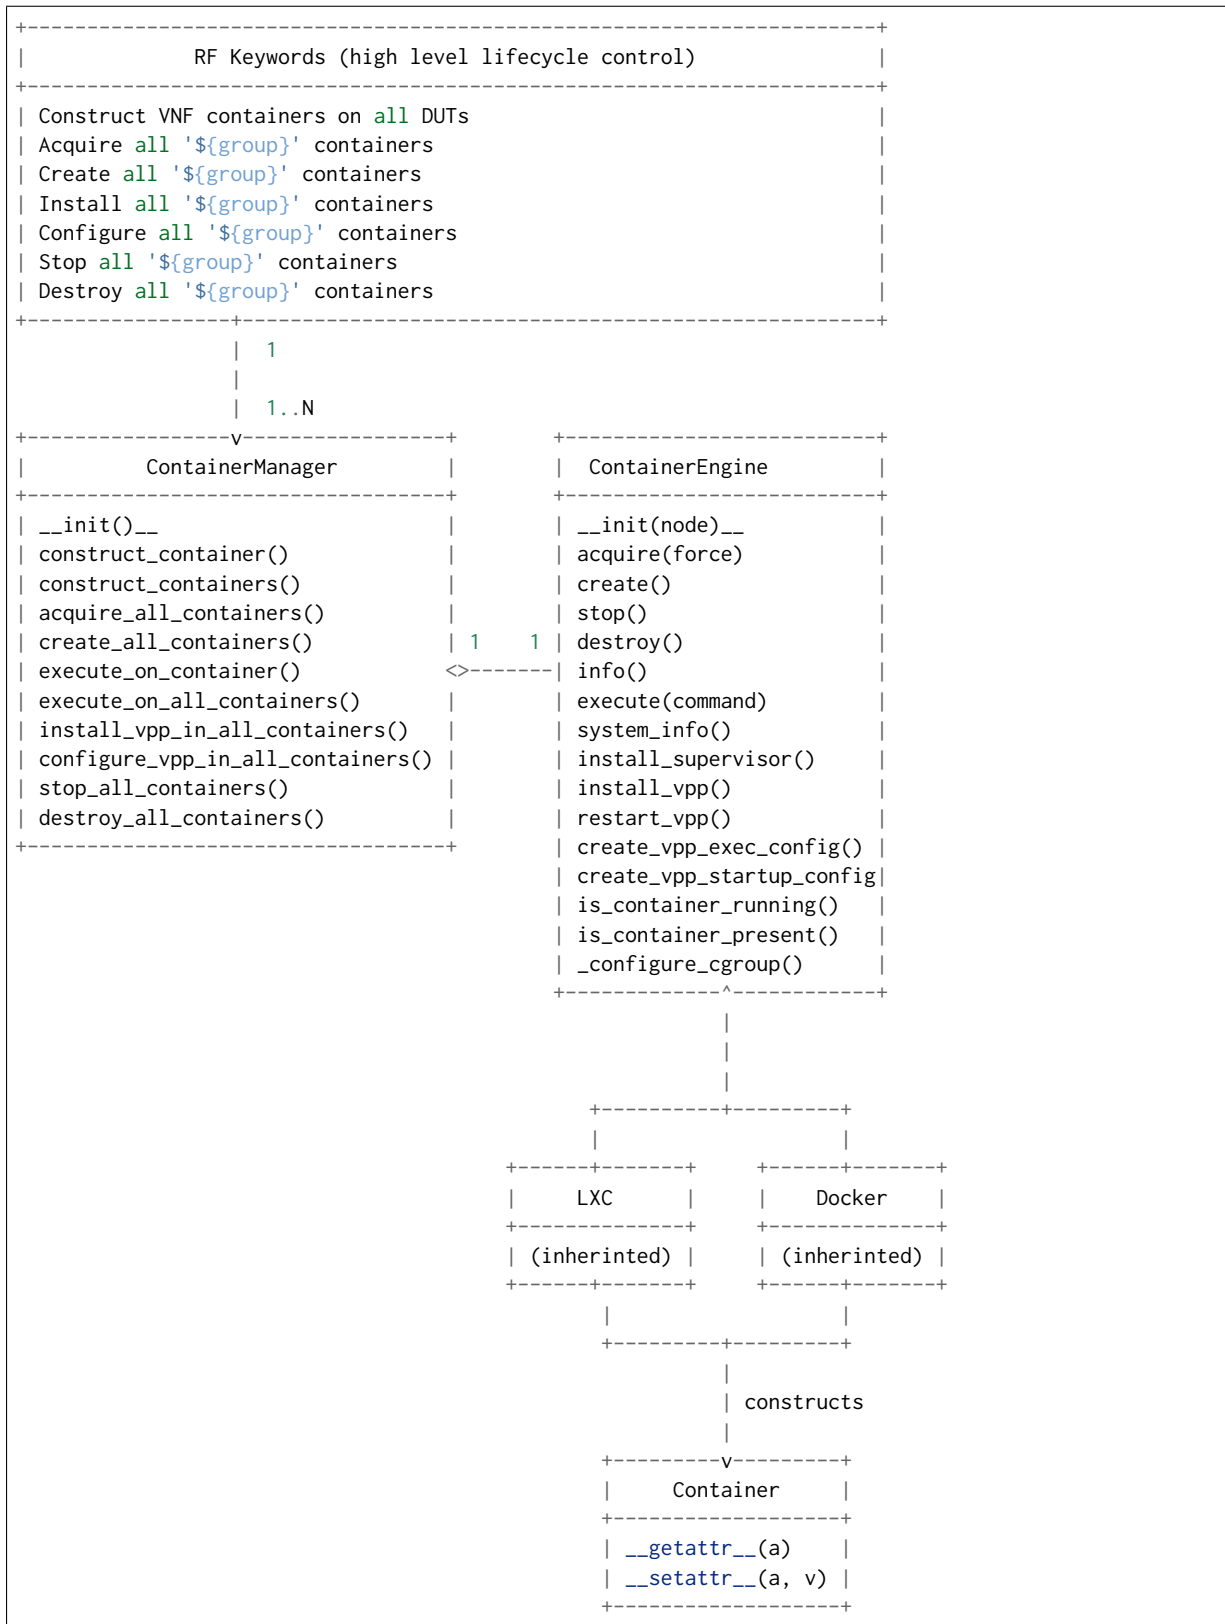 +-----------------------------------------------------------------------+
|              RF Keywords (high level lifecycle control)               |
+-----------------------------------------------------------------------+
| Construct VNF containers on all DUTs                                  |
| Acquire all '${group}' containers                                     |
| Create all '${group}' containers                                      |
| Install all '${group}' containers                                     |
| Configure all '${group}' containers                                   |
| Stop all '${group}' containers                                        |
| Destroy all '${group}' containers                                     |
+-----------------+-----------------------------------------------------+
                  |  1
                  |
                  |  1..N
+-----------------v-----------------+        +--------------------------+
|          ContainerManager         |        |  ContainerEngine         |
+-----------------------------------+        +--------------------------+
| __init()__                        |        | __init(node)__           |
| construct_container()             |        | acquire(force)           |
| construct_containers()            |        | create()                 |
| acquire_all_containers()          |        | stop()                   |
| create_all_containers()           | 1    1 | destroy()                |
| execute_on_container()            <>-------| info()                   |
| execute_on_all_containers()       |        | execute(command)         |
| install_vpp_in_all_containers()   |        | system_info()            |
| configure_vpp_in_all_containers() |        | install_supervisor()     |
| stop_all_containers()             |        | install_vpp()            |
| destroy_all_containers()          |        | restart_vpp()            |
+-----------------------------------+        | create_vpp_exec_config() |
                                             | create_vpp_startup_config|
                                             | is_container_running()   |
                                             | is_container_present()   |
                                             | _configure_cgroup()      |
                                             +-------------^------------+
                                                           |
                                                           |
                                                           |
                                                +----------+---------+
                                                |                    |
                                         +------+-------+     +------+-------+
                                         |     LXC      |     |    Docker    |
                                         +--------------+     +--------------+
                                         | (inherinted) |     | (inherinted) |
                                         +------+-------+     +------+-------+
                                                 |                   |
                                                 +---------+---------+
                                                           |
                                                           | constructs
                                                           |
                                                 +---------v---------+
                                                 |     Container     |
                                                 +-------------------+
                                                 | __getattr__(a)    |
                                                 | __setattr__(a, v) |
                                                 +-------------------+